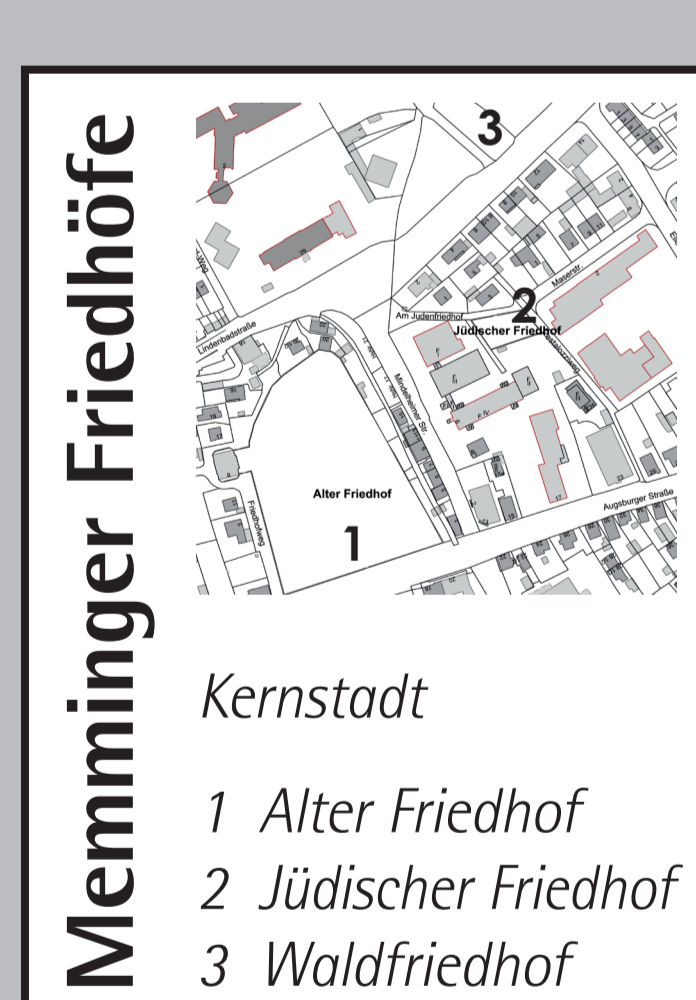 Memminger Friedhöfe
3
2
Maserstr.
Am Judenfriedhof
Jüdischer Friedhof
Lindenbadstraße
Mindelheimer Str.
Alter Friedhof
1
Friedhofweg
Augsburger Straße
Kernstadt
1 Alter Friedhof
2 Jüdischer Friedhof
3 Waldfriedhof